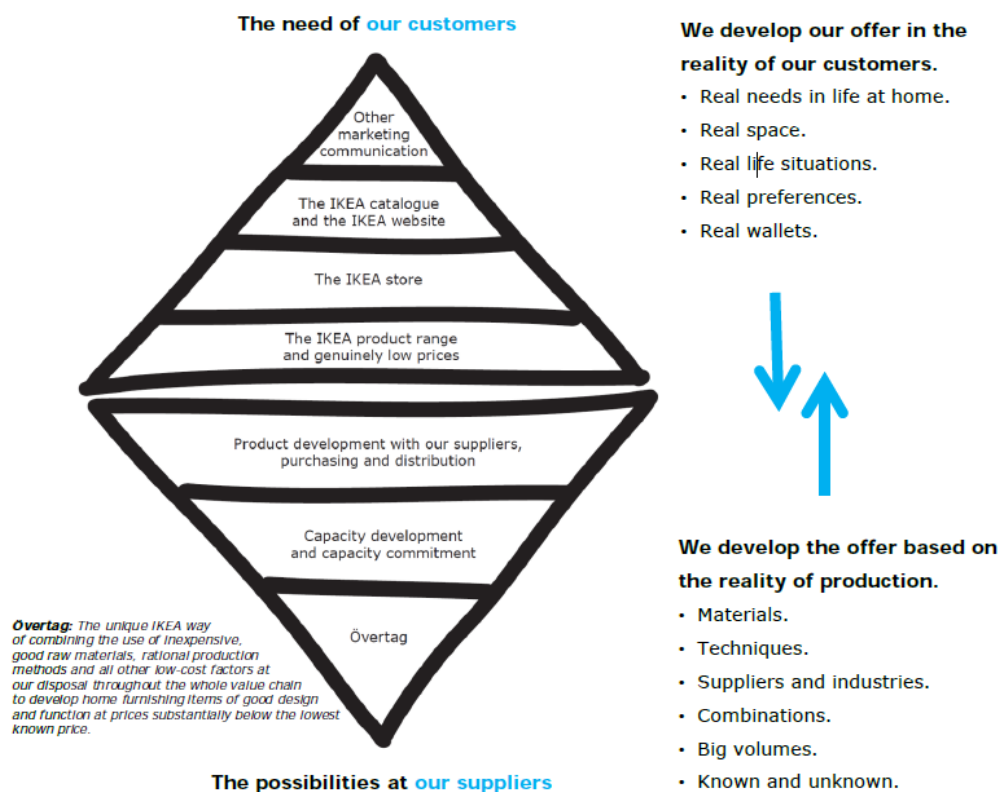 The need of our customers
Other
marketing
communication
The IKEA catalogue
and the IKEA website
The IKEA store
The IKEA product range
and genuinely low prices
Product development with our suppliers,
purchasing and distribution
Capacity development
and capacity commitment
Övertag
Övertag: The unique IKEA way
of combining the use of inexpensive,
good raw materials, rational production
methods and all other low-cost factors at
our disposal throughout the whole value chain
to develop home furnishing items of good design
and function at prices substantially below the lowest
known price.
The possibilities at our suppliers
We develop our offer in the
reality of our customers.
• Real needs in life at home.
• Real space.
• Real life situations.
• Real preferences.
• Real wallets.
We develop the offer based on
the reality of production.
• Materials.
• Techniques.
• Suppliers and industries.
• Combinations.
• Big volumes.
• Known and unknown.